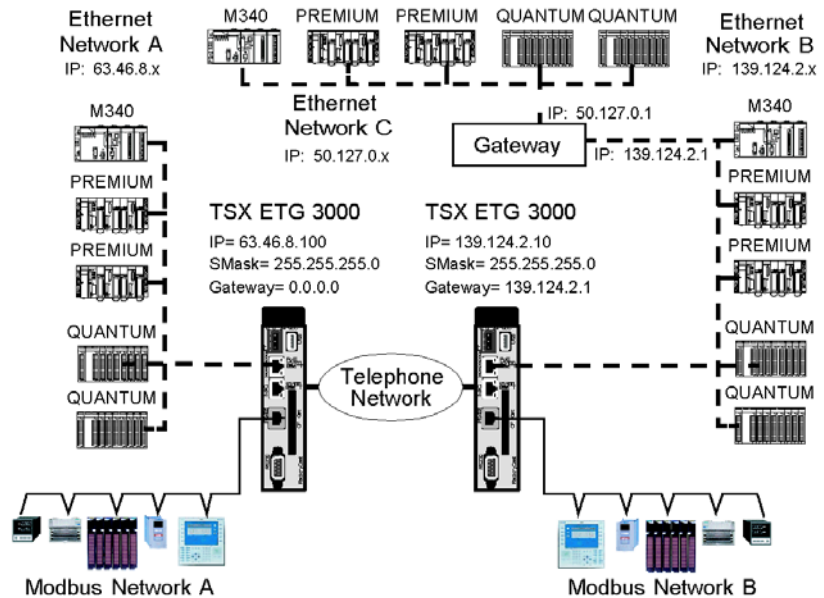 Ethernet
Network A
IP: 63.46.8.x
M340
PREMIUM
PREMIUM
QUANTUM
QUANTUM
Ethernet
Network B
IP: 139.124.2.x
Ethernet
Network C
IP: 50.127.0.x
IP: 50.127.0.1
Gateway
IP: 139.124.2.1
M340
PREMIUM
PREMIUM
QUANTUM
QUANTUM
M340
PREMIUM
PREMIUM
QUANTUM
QUANTUM
TSX ETG 3000
IP= 63.46.8.100
SMask= 255.255.255.0
Gateway= 0.0.0.0
TSX ETG 3000
IP= 139.124.2.10
SMask= 255.255.255.0
Gateway= 139.124.2.1
Telephone
Network
Modbus Network A
Modbus Network B